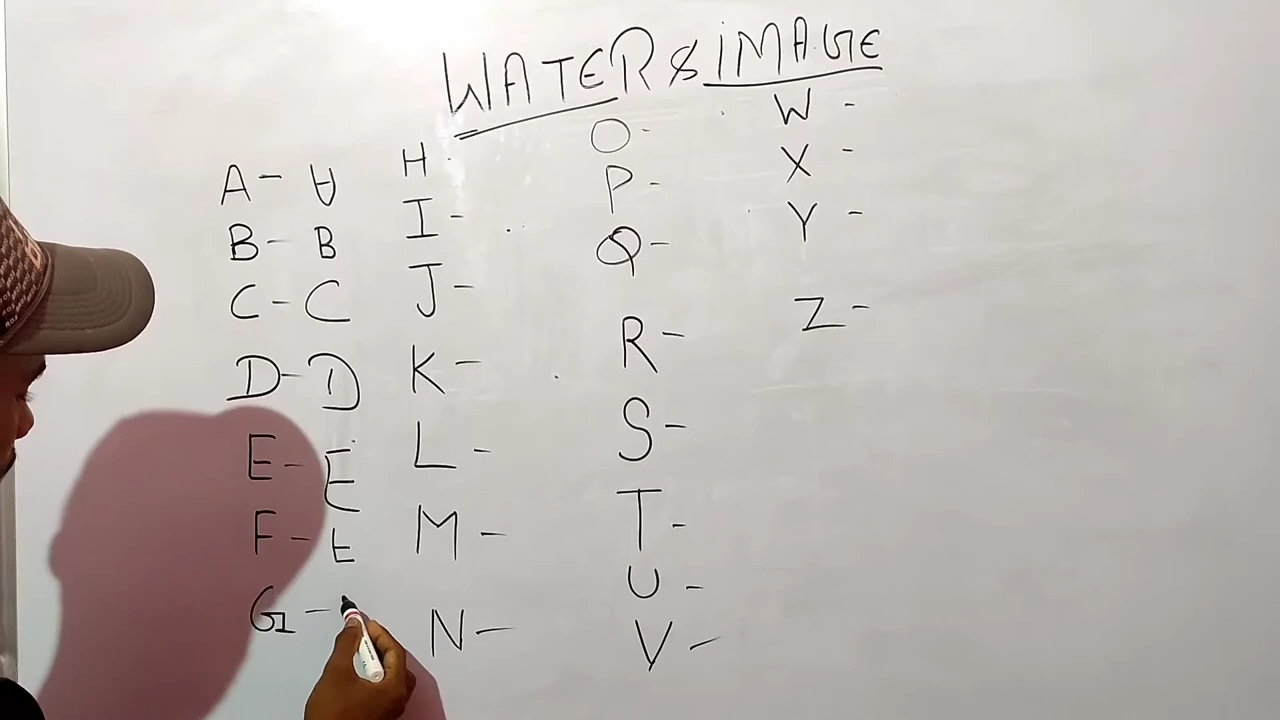 WATER & IMAGE
A - Ɐ
B - B
C - C
D - D
E - E
F - E
G -
H -
I -
J -
K -
L -
M -
N -
O -
P -
Q -
R -
S -
T -
U -
V -
W -
X -
Y -
Z -